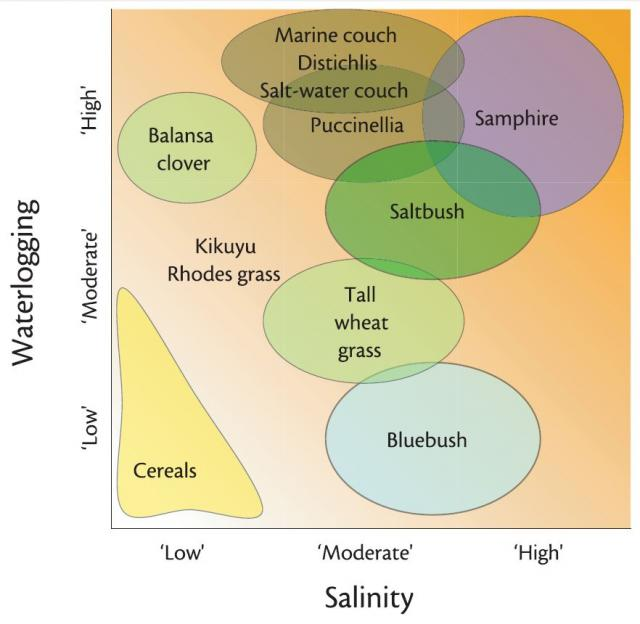 Waterlogging
'High'
'Moderate'
'Low'
Marine couch
Distichlis
Salt-water couch
Puccinellia
Samphire
Balansa
clover
Saltbush
Kikuyu
Rhodes grass
Tall
wheat
grass
Bluebush
Cereals
'Low'
'Moderate'
'High'
Salinity